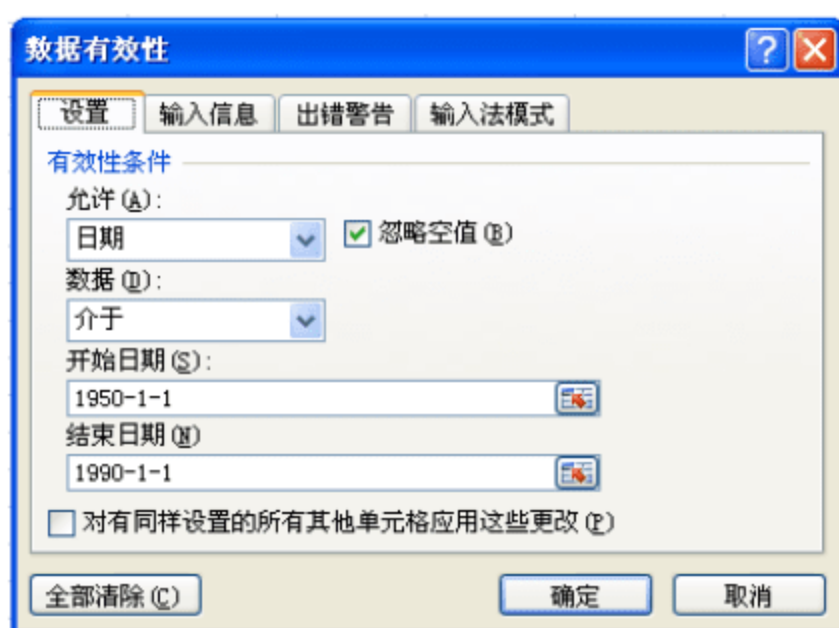 数据有效性
设置 输入信息 出错警告 输入法模式
有效性条件
允许(A):
日期 忽略空值(B)
数据(D):
介于
开始日期(S):
1950-1-1
结束日期(N)
1990-1-1
对有同样设置的所有其他单元格应用这些更改(P)
全部清除(C) 确定 取消